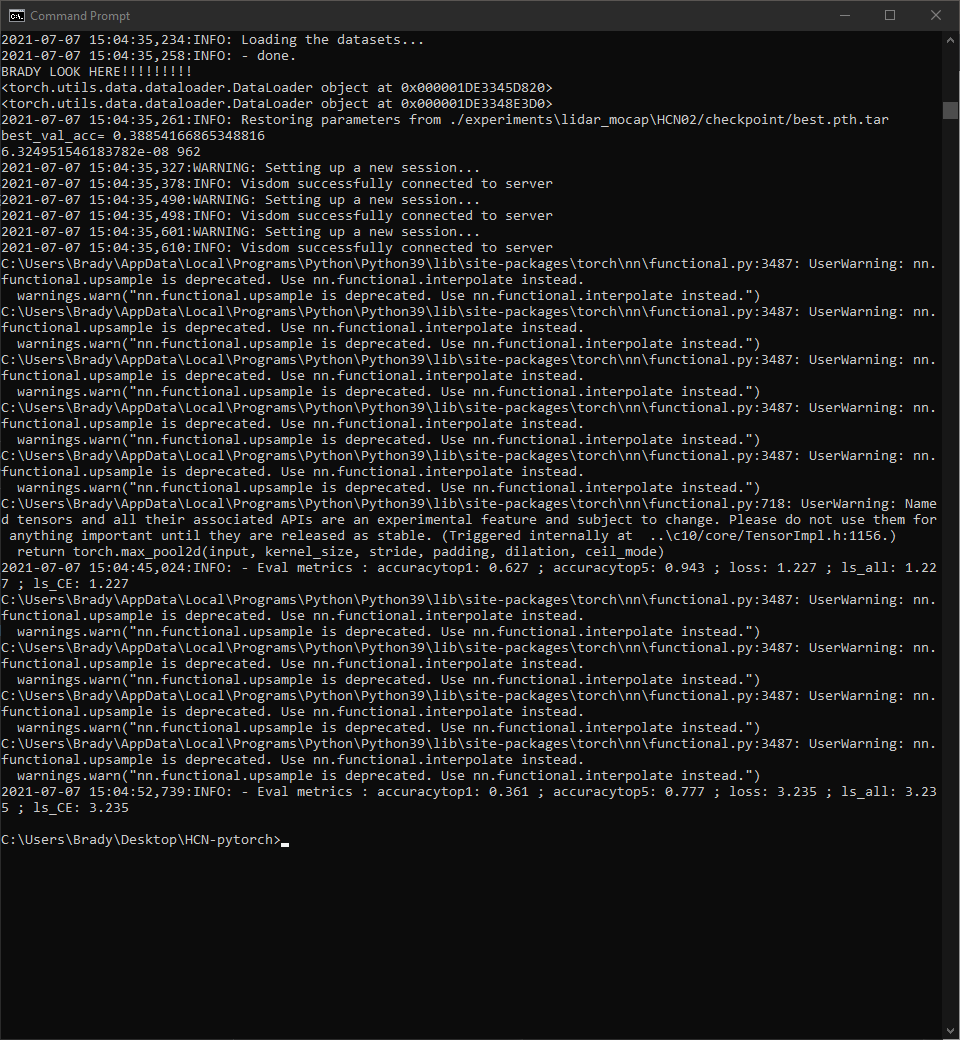 Command Prompt
2021-07-07 15:04:35,234:INFO: Loading the datasets...
2021-07-07 15:04:35,258:INFO: - done.
BRADY LOOK HERE!!!!!!!!!
<torch.utils.data.dataloader.DataLoader object at 0x000001DE3345D820>
<torch.utils.data.dataloader.DataLoader object at 0x000001DE3348E3D0>
2021-07-07 15:04:35,261:INFO: Restoring parameters from ./experiments\lidar_mocap\HCN02/checkpoint/best.pth.tar
best_val_acc= 0.38854166865348816
6.324951546183782e-08 962
2021-07-07 15:04:35,327:WARNING: Setting up a new session...
2021-07-07 15:04:35,378:INFO: Visdom successfully connected to server
2021-07-07 15:04:35,490:WARNING: Setting up a new session...
2021-07-07 15:04:35,498:INFO: Visdom successfully connected to server
2021-07-07 15:04:35,601:WARNING: Setting up a new session...
2021-07-07 15:04:35,610:INFO: Visdom successfully connected to server
C:\Users\Brady\AppData\Local\Programs\Python\Python39\lib\site-packages\torch\nn\functional.py:3487: UserWarning: nn.
functional.upsample is deprecated. Use nn.functional.interpolate instead.
  warnings.warn("nn.functional.upsample is deprecated. Use nn.functional.interpolate instead.")
C:\Users\Brady\AppData\Local\Programs\Python\Python39\lib\site-packages\torch\nn\functional.py:3487: UserWarning: nn.
functional.upsample is deprecated. Use nn.functional.interpolate instead.
  warnings.warn("nn.functional.upsample is deprecated. Use nn.functional.interpolate instead.")
C:\Users\Brady\AppData\Local\Programs\Python\Python39\lib\site-packages\torch\nn\functional.py:3487: UserWarning: nn.
functional.upsample is deprecated. Use nn.functional.interpolate instead.
  warnings.warn("nn.functional.upsample is deprecated. Use nn.functional.interpolate instead.")
C:\Users\Brady\AppData\Local\Programs\Python\Python39\lib\site-packages\torch\nn\functional.py:3487: UserWarning: nn.
functional.upsample is deprecated. Use nn.functional.interpolate instead.
  warnings.warn("nn.functional.upsample is deprecated. Use nn.functional.interpolate instead.")
C:\Users\Brady\AppData\Local\Programs\Python\Python39\lib\site-packages\torch\nn\functional.py:3487: UserWarning: nn.
functional.upsample is deprecated. Use nn.functional.interpolate instead.
  warnings.warn("nn.functional.upsample is deprecated. Use nn.functional.interpolate instead.")
C:\Users\Brady\AppData\Local\Programs\Python\Python39\lib\site-packages\torch\nn\functional.py:718: UserWarning: Name
d tensors and all their associated APIs are an experimental feature and subject to change. Please do not use them for
 anything important until they are released as stable. (Triggered internally at  ..\c10/core/TensorImpl.h:1156.)
  return torch.max_pool2d(input, kernel_size, stride, padding, dilation, ceil_mode)
2021-07-07 15:04:45,024:INFO: - Eval metrics : accuracytop1: 0.627 ; accuracytop5: 0.943 ; loss: 1.227 ; ls_all: 1.22
7 ; ls_CE: 1.227
C:\Users\Brady\AppData\Local\Programs\Python\Python39\lib\site-packages\torch\nn\functional.py:3487: UserWarning: nn.
functional.upsample is deprecated. Use nn.functional.interpolate instead.
  warnings.warn("nn.functional.upsample is deprecated. Use nn.functional.interpolate instead.")
C:\Users\Brady\AppData\Local\Programs\Python\Python39\lib\site-packages\torch\nn\functional.py:3487: UserWarning: nn.
functional.upsample is deprecated. Use nn.functional.interpolate instead.
  warnings.warn("nn.functional.upsample is deprecated. Use nn.functional.interpolate instead.")
C:\Users\Brady\AppData\Local\Programs\Python\Python39\lib\site-packages\torch\nn\functional.py:3487: UserWarning: nn.
functional.upsample is deprecated. Use nn.functional.interpolate instead.
  warnings.warn("nn.functional.upsample is deprecated. Use nn.functional.interpolate instead.")
C:\Users\Brady\AppData\Local\Programs\Python\Python39\lib\site-packages\torch\nn\functional.py:3487: UserWarning: nn.
functional.upsample is deprecated. Use nn.functional.interpolate instead.
  warnings.warn("nn.functional.upsample is deprecated. Use nn.functional.interpolate instead.")
2021-07-07 15:04:52,739:INFO: - Eval metrics : accuracytop1: 0.361 ; accuracytop5: 0.777 ; loss: 3.235 ; ls_all: 3.23
5 ; ls_CE: 3.235
C:\Users\Brady\Desktop\HCN-pytorch>